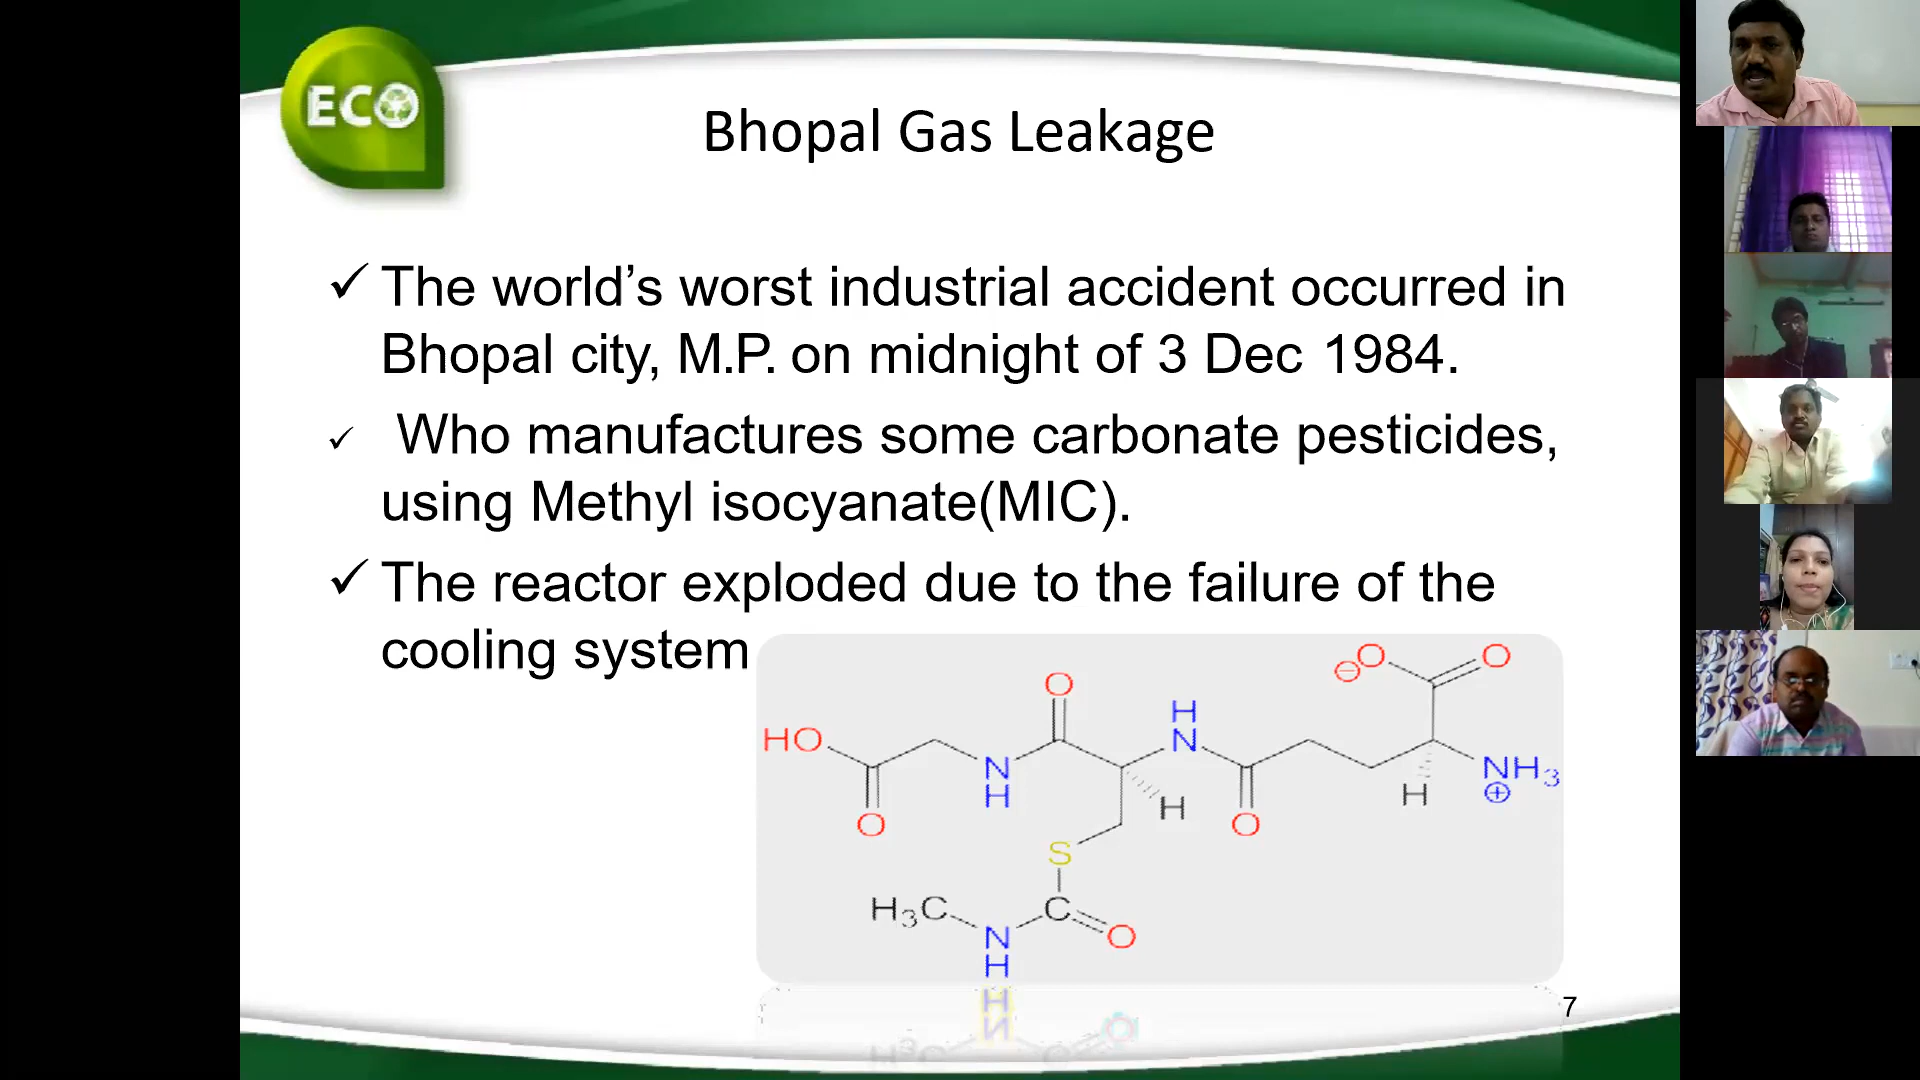 ECO
Bhopal Gas Leakage
✓ The world’s worst industrial accident occurred in
Bhopal city, M.P. on midnight of 3 Dec 1984.
✓ Who manufactures some carbonate pesticides,
using Methyl isocyanate(MIC).
✓ The reactor exploded due to the failure of the
cooling system
O O
⊖
O
H
N
HO
N
H
H
H
NH3
⊕
O
O
S
H3C
C
N
H
O
7